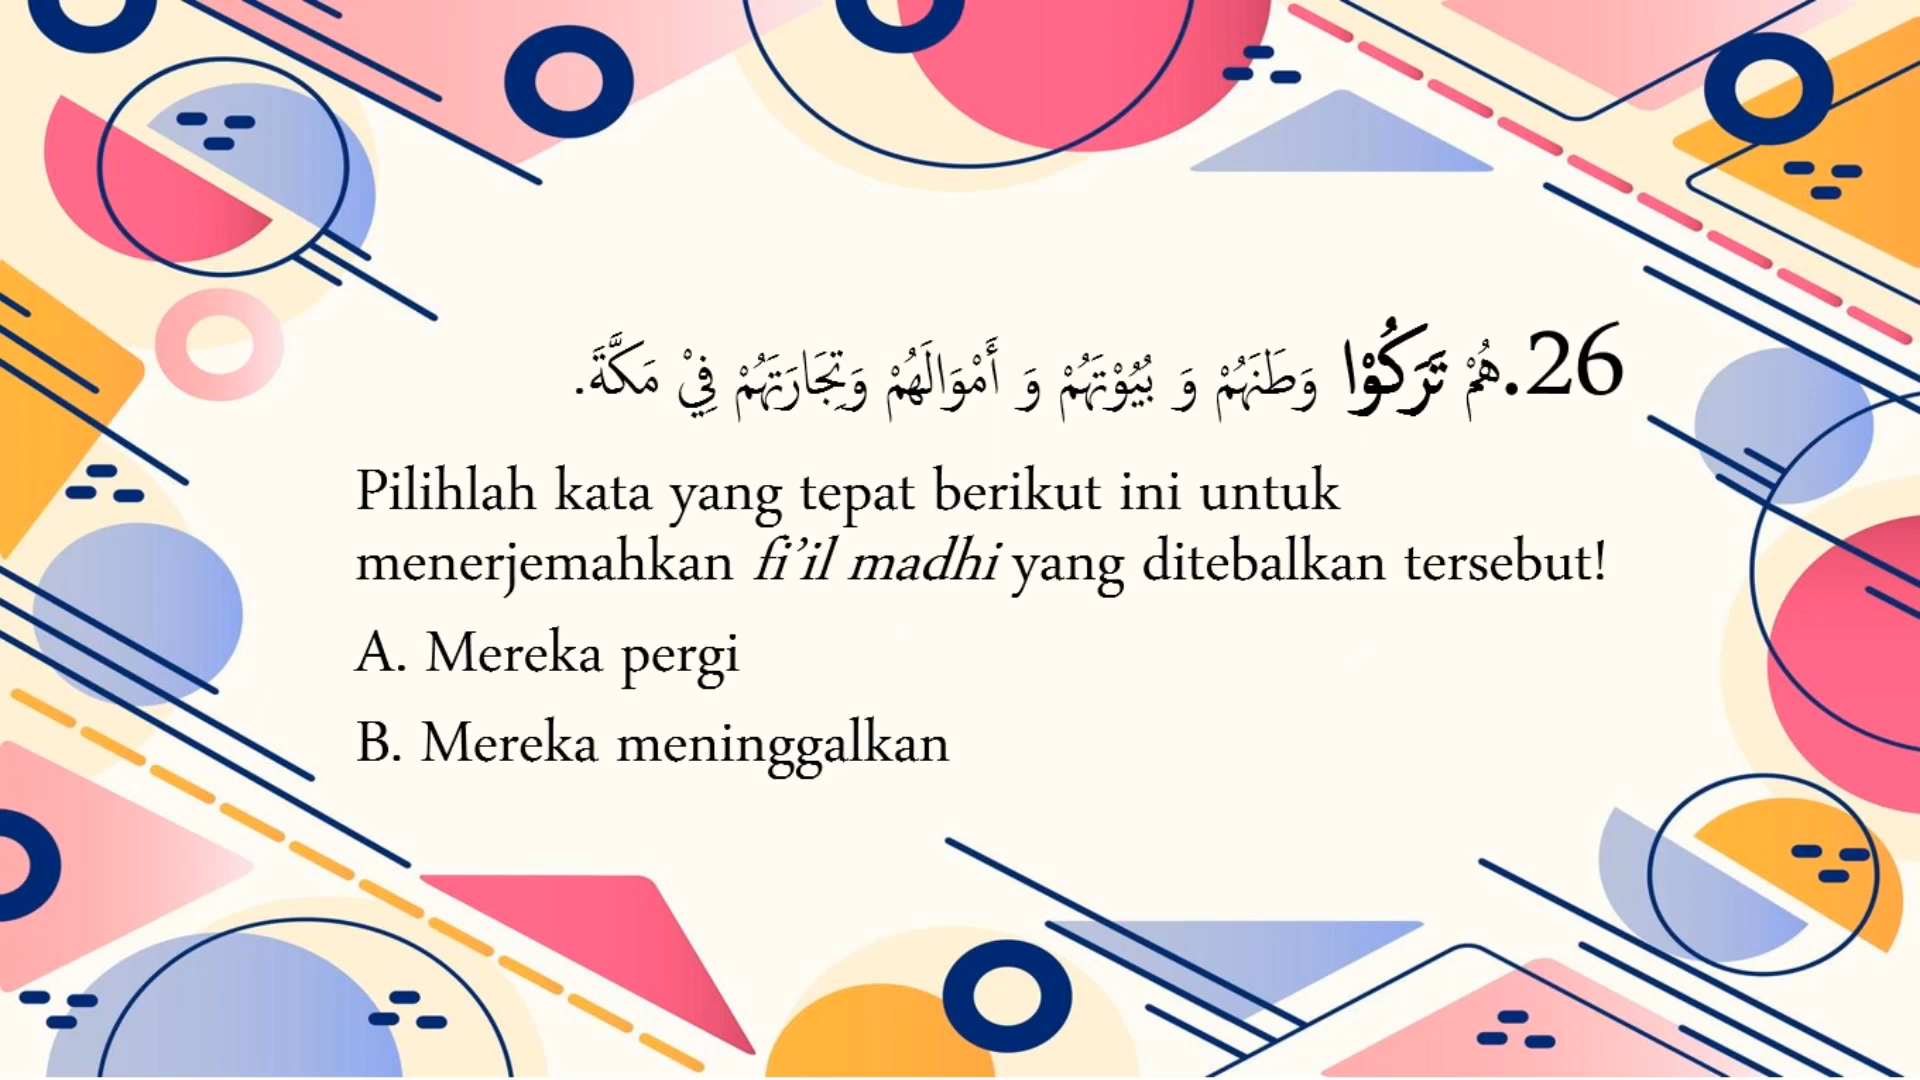 26. هُمْ تَرَكُوْا وَطَنَهُمْ وَ بُيُوْتَهُمْ وَ أَمْوَالَهُمْ وَتِجَارَتَهُمْ فِيْ مَكَّةَ.
Pilihlah kata yang tepat berikut ini untuk
menerjemahkan fi’il madhi yang ditebalkan tersebut!
A. Mereka pergi
B. Mereka meninggalkan